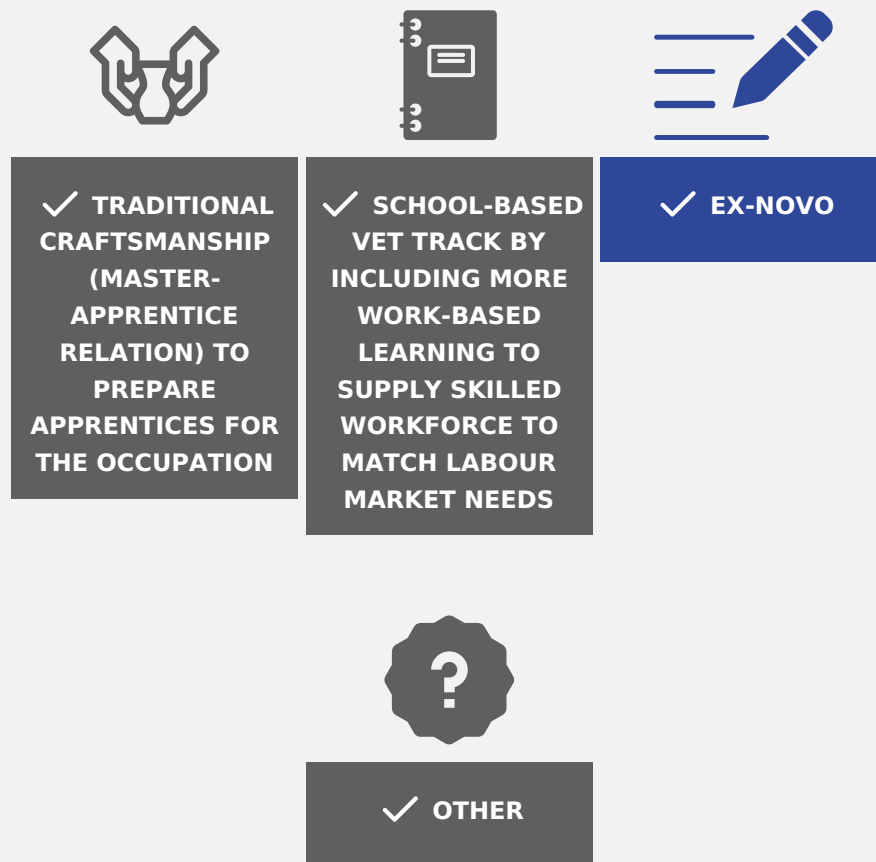 TRADITIONAL
CRAFTSMANSHIP
(MASTER-
APPRENTICE
RELATION) TO
PREPARE
APPRENTICES FOR
THE OCCUPATION
SCHOOL-BASED
VET TRACK BY
INCLUDING MORE
WORK-BASED
LEARNING TO
SUPPLY SKILLED
WORKFORCE TO
MATCH LABOUR
MARKET NEEDS
EX-NOVO
?
OTHER